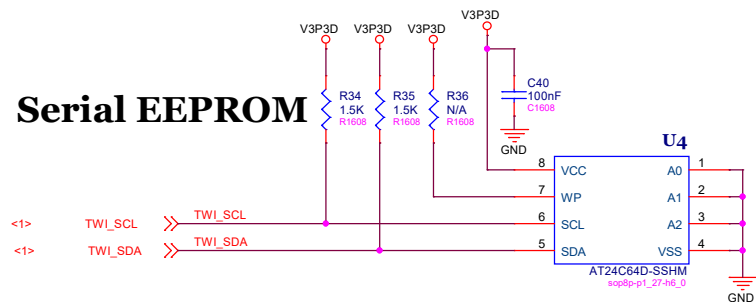 V3P3D V3P3D V3P3D V3P3D
Serial EEPROM
R34
1.5K
R1608
R35
1.5K
R1608
R36
N/A
R1608
C40
100nF
C1608
GND
U4
8 VCC A0 1
7 WP A1 2
6 SCL A2 3
5 SDA VSS 4
AT24C64D-SSHM
sop8p-p1_27-h6_0
<1> TWI_SCL TWI_SCL
<1> TWI_SDA TWI_SDA
GND